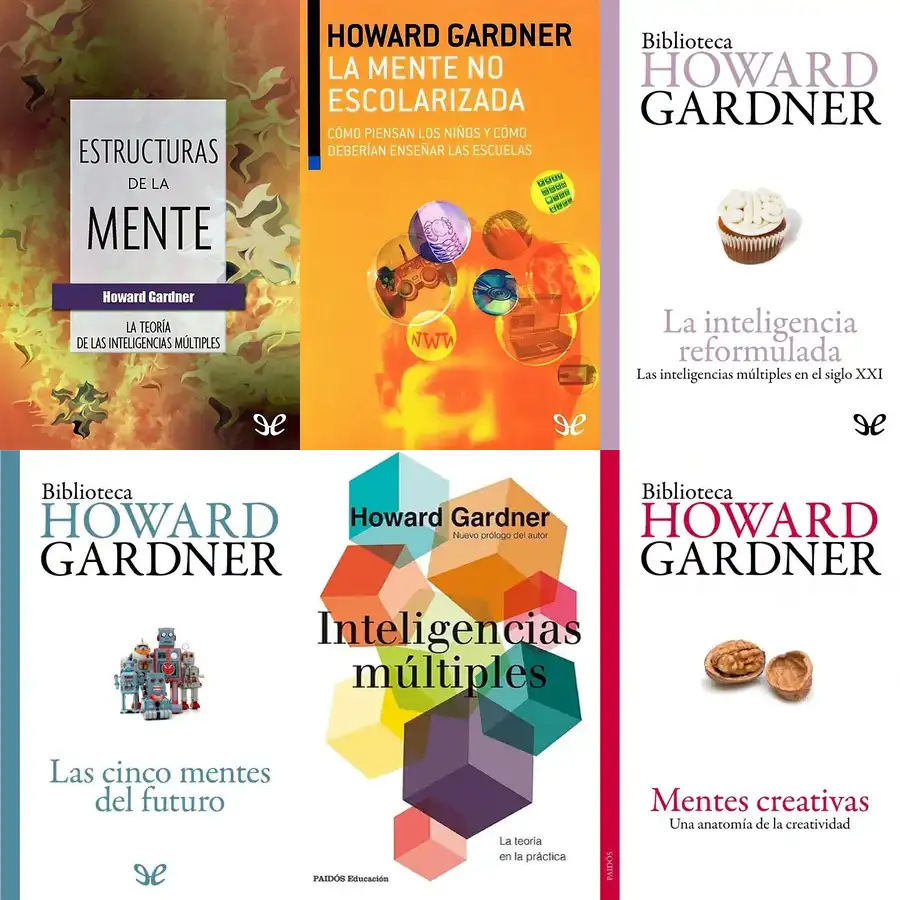 ESTRUCTURAS
DE LA
MENTE
Howard Gardner
LA TEORÍA
DE LAS INTELIGENCIAS MÚLTIPLES
HOWARD GARDNER
LA MENTE NO
ESCOLARIZADA
CÓMO PIENSAN LOS NIÑOS Y CÓMO
DEBERÍAN ENSEÑAR LAS ESCUELAS
WWW
Biblioteca
HOWARD
GARDNER
La inteligencia
reformulada
Las inteligencias múltiples en el siglo XXI
Biblioteca
HOWARD
GARDNER
Las cinco mentes
del futuro
Howard Gardner
Nuevo prólogo del autor
Inteligencias
múltiples
La teoría
en la práctica
PAIDÓS Educación
PAIDÓS
Biblioteca
HOWARD
GARDNER
Mentes creativas
Una anatomía de la creatividad